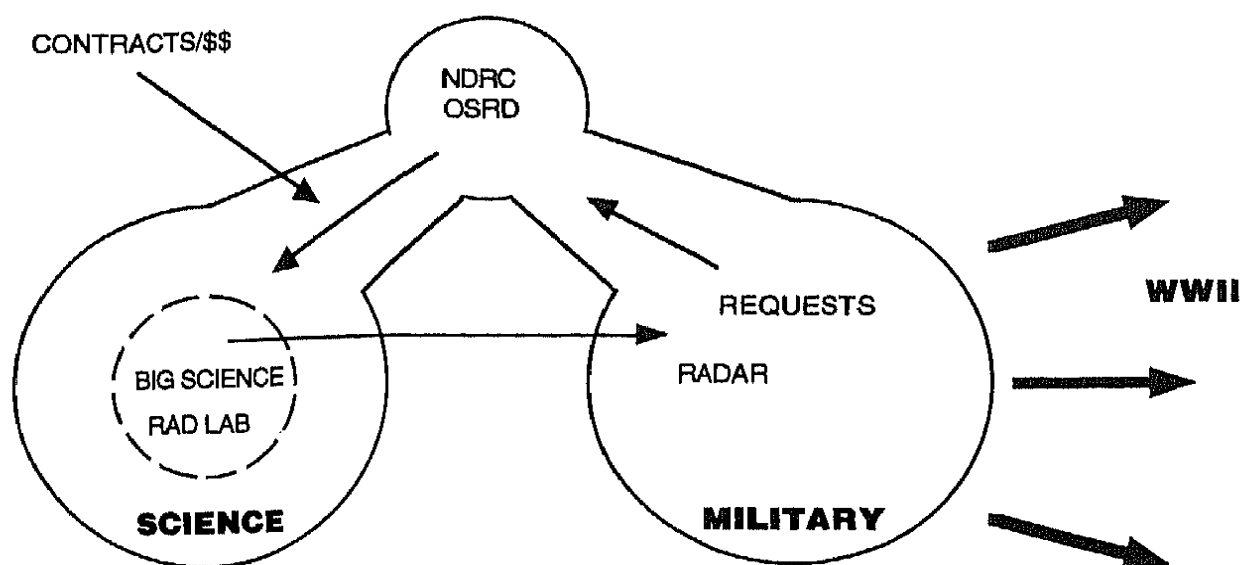 CONTRACTS/$$
NDRC
OSRD
REQUESTS
WWII
RADAR
BIG SCIENCE
RAD LAB
SCIENCE
MILITARY